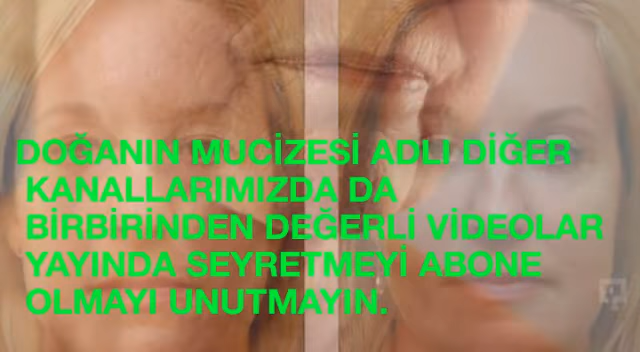 DOĞANIN MUCİZESİ ADLI DİĞER
KANALLARIMIZDA DA
BİRBİRİNDEN DEĞERLİ VİDEOLAR
YAYINDA SEYRETMEYİ ABONE
OLMAYI UNUTMAYIN.